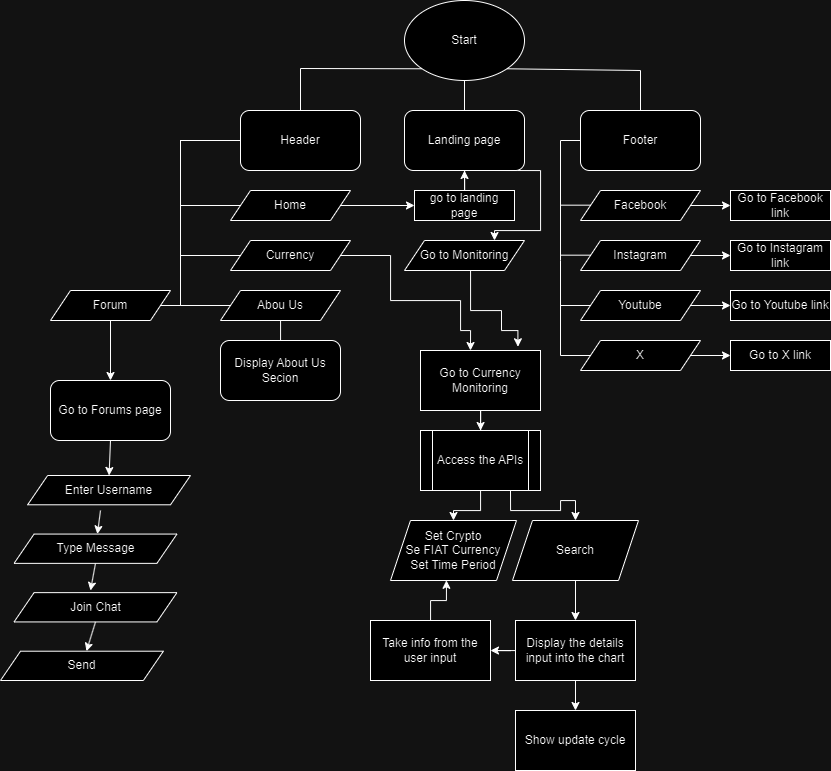 Start
Header
Landing page
Footer
Home
go to landing
page
Facebook
Go to Facebook
link
Currency
Go to Monitoring
Instagram
Go to Instagram
link
Forum
Abou Us
Youtube
Go to Youtube link
Display About Us
Secion
Go to Currency
Monitoring
X
Go to X link
Go to Forums page
Access the APIs
Enter Username
Set Crypto
Se FIAT Currency
Set Time Period
Search
Type Message
Join Chat
Take info from the
user input
Display the details
input into the chart
Send
Show update cycle